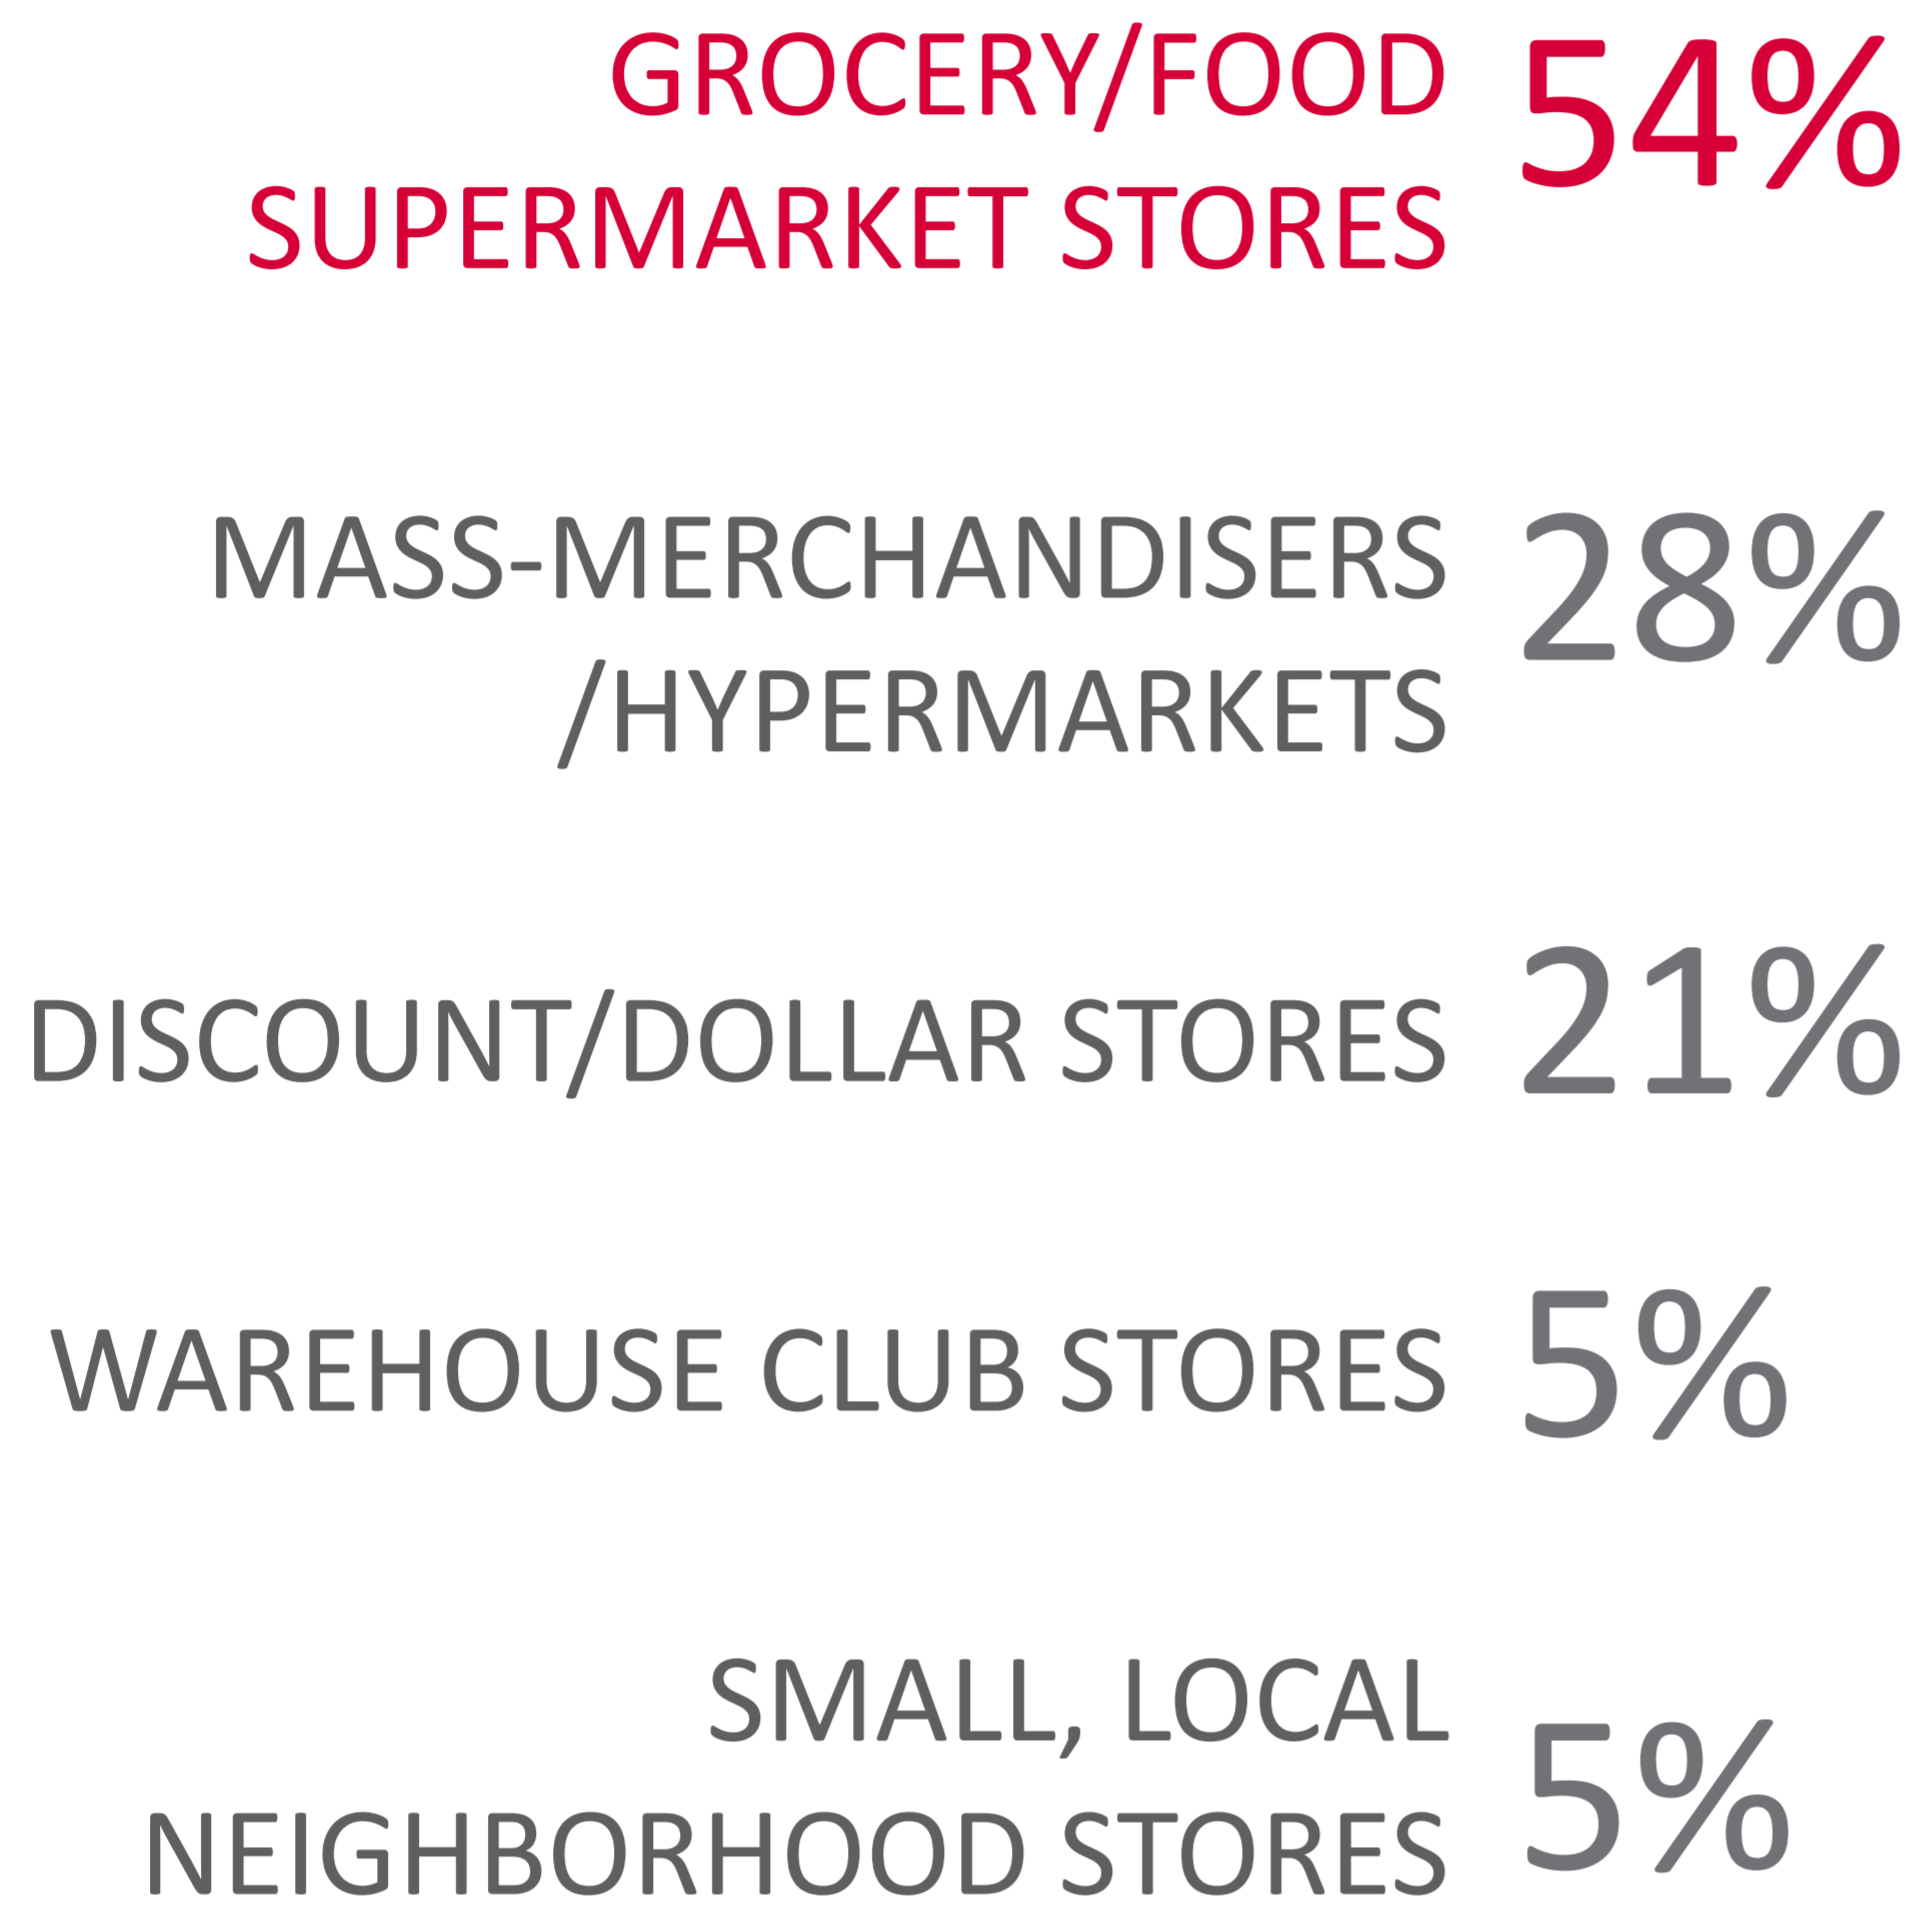 GROCERY/FOOD 54%
SUPERMARKET STORES
MASS-MERCHANDISERS 28%
/HYPERMARKETS
DISCOUNT/DOLLAR STORES 21%
WAREHOUSE CLUB STORES 5%
SMALL, LOCAL 5%
NEIGHBORHOOD STORES